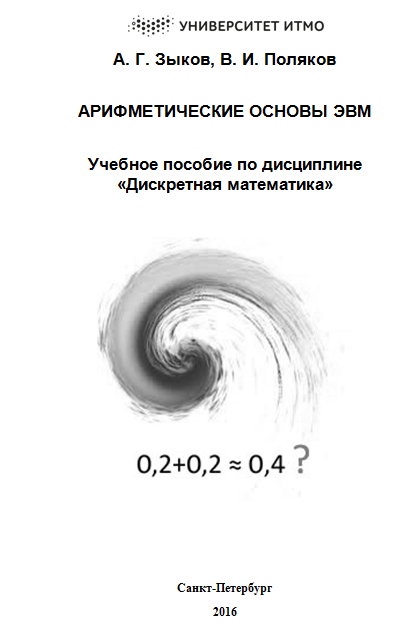 УНИВЕРСИТЕТ ИТМО
А. Г. Зыков, В. И. Поляков
АРИФМЕТИЧЕСКИЕ ОСНОВЫ ЭВМ
Учебное пособие по дисциплине
«Дискретная математика»
0,2+0,2 ≈ 0,4 ?
Санкт-Петербург
2016